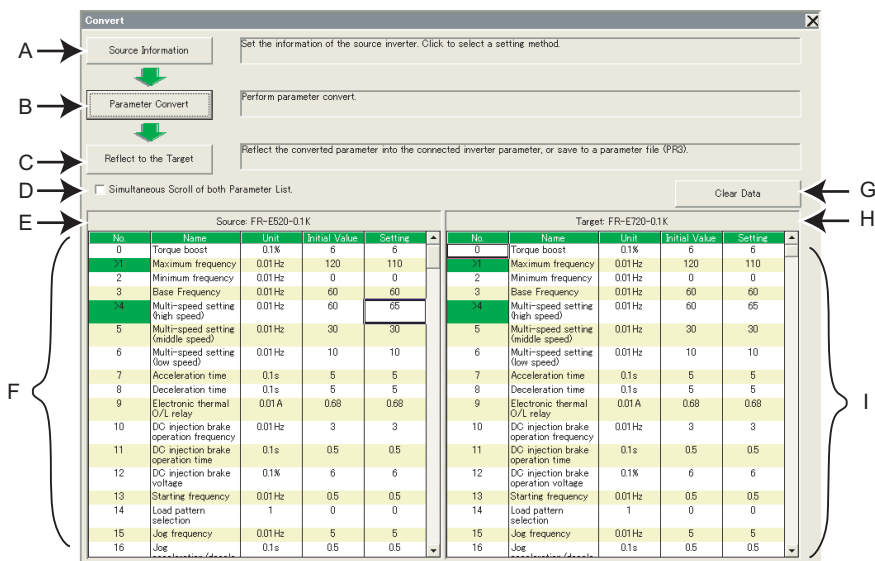 Convert
A
Source Information
Set the information of the source inverter. Click to select a setting method.
B
Parameter Convert
Perform parameter convert.
C
Reflect to the Target
Reflect the converted parameter into the connected inverter parameter, or save to a parameter file (PR3).
D
Simultaneous Scroll of both Parameter List.
Clear Data
G
E
Source: FR-E520-0.1K
Target: FR-E720-0.1K
H
F
No. Name Unit Initial Value Setting
0 Torque boost 0.1% 6 6
>1 Maximum frequency 0.01Hz 120 110
2 Minimum frequency 0.01Hz 0 0
3 Base Frequency 0.01Hz 60 60
>4 Multi-speed setting 0.01Hz 60 65
(high speed)
5 Multi-speed setting 0.01Hz 30 30
(middle speed)
6 Multi-speed setting 0.01Hz 10 10
(low speed)
7 Acceleration time 0.1s 5 5
8 Deceleration time 0.1s 5 5
9 Electronic thermal 0.01A 0.68 0.68
O/L relay
10 DC injection brake 0.01Hz 3 3
operation frequency
11 DC injection brake 0.1s 0.5 0.5
operation time
12 DC injection brake 0.1% 6 6
voltage
13 Starting frequency 0.01Hz 0.5 0.5
14 Load pattern 1 0 0
selection
15 Jog frequency 0.01Hz 5 5
16 Jog 0.1s 0.5 0.5
No. Name Unit Initial Value Setting
0 Torque boost 0.1% 6 6
>1 Maximum frequency 0.01Hz 120 110
2 Minimum frequency 0.01Hz 0 0
3 Base Frequency 0.01Hz 60 60
>4 Multi-speed setting 0.01Hz 60 65
(high speed)
5 Multi-speed setting 0.01Hz 30 30
(middle speed)
6 Multi-speed setting 0.01Hz 10 10
(low speed)
7 Acceleration time 0.1s 5 5
8 Deceleration time 0.1s 5 5
9 Electronic thermal 0.01A 0.68 0.68
O/L relay
10 DC injection brake 0.01Hz 3 3
operation frequency
11 DC injection brake 0.1s 0.5 0.5
operation time
12 DC injection brake 0.1% 6 6
operation voltage
13 Starting frequency 0.01Hz 0.5 0.5
14 Load pattern 1 0 0
selection
15 Jog frequency 0.01Hz 5 5
16 Jog 0.1s 0.5 0.5
I